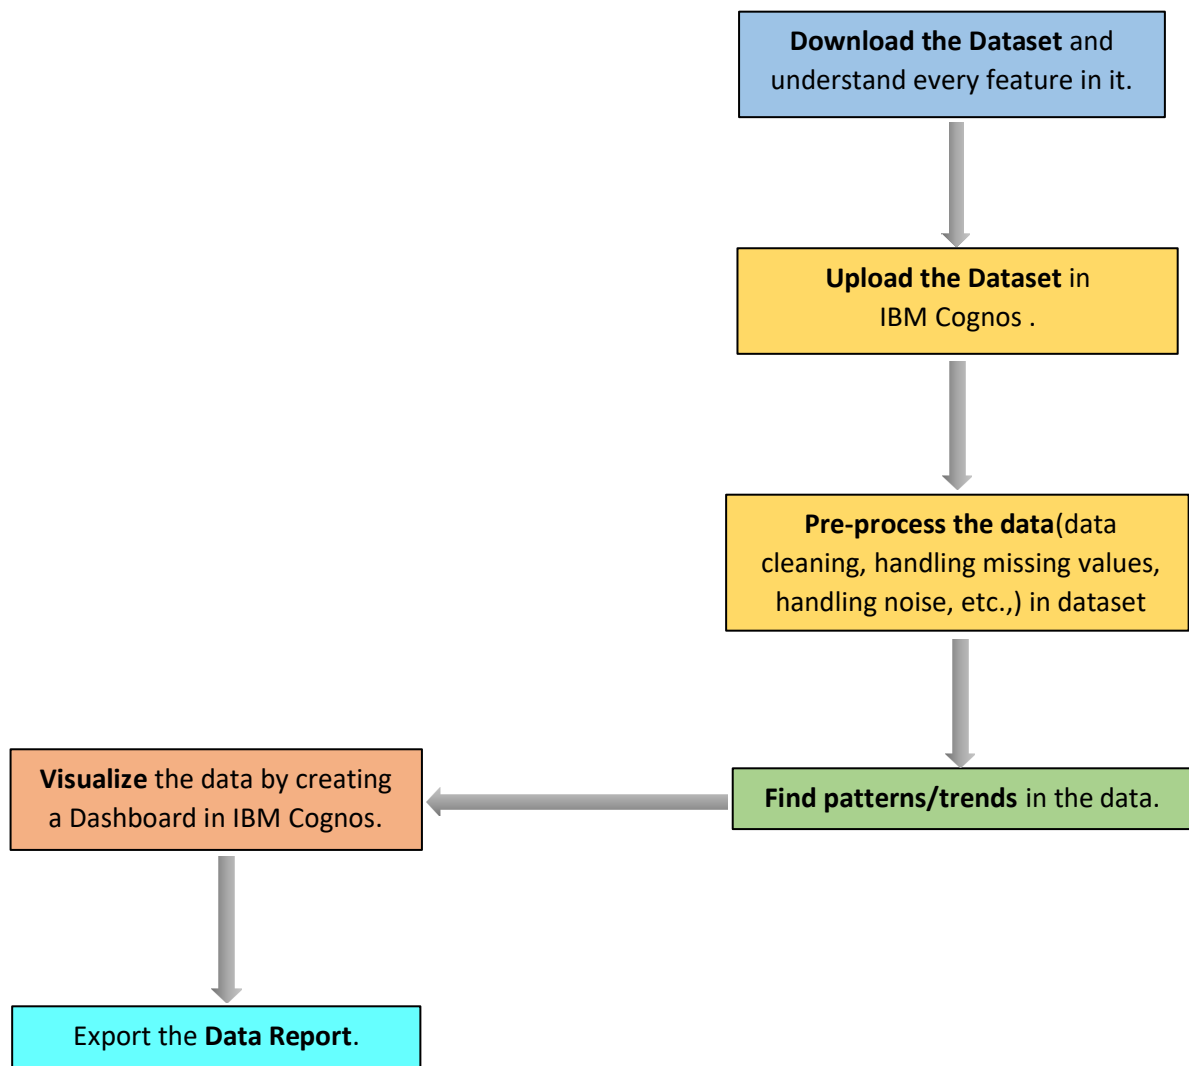 Download the Dataset and
understand every feature in it.
Upload the Dataset in
IBM Cognos .
Pre-process the data(data
cleaning, handling missing values,
handling noise, etc.,) in dataset
Find patterns/trends in the data.
Visualize the data by creating
a Dashboard in IBM Cognos.
Export the Data Report.